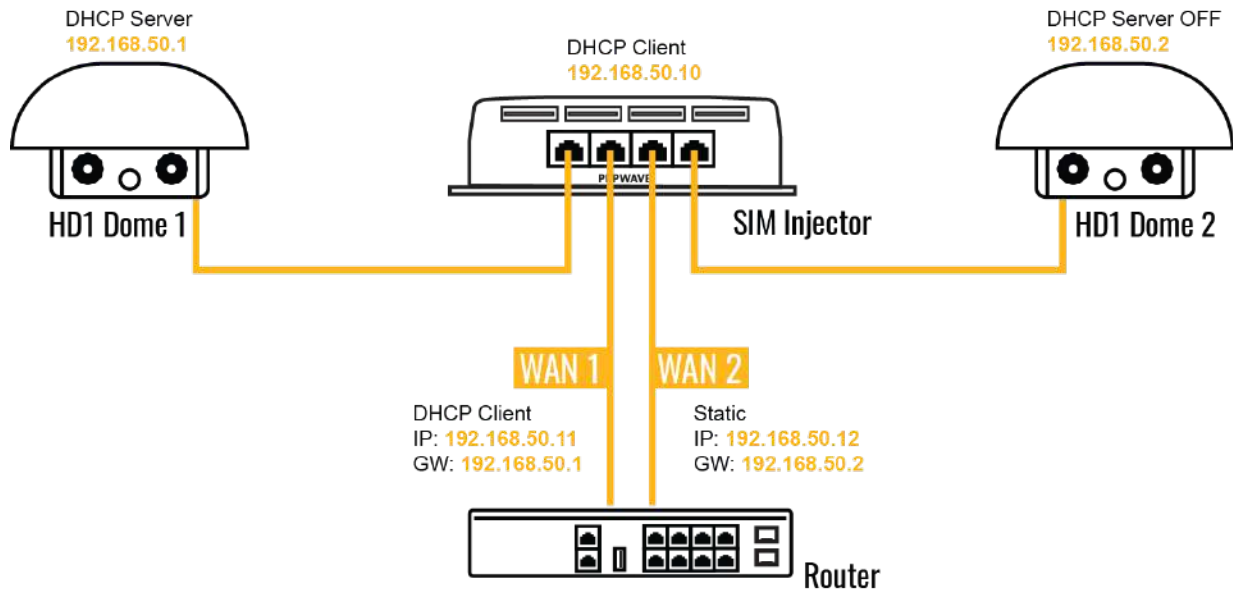 DHCP Server
192.168.50.1
DHCP Client
192.168.50.10
DHCP Server OFF
192.168.50.2
PEPWAVE
HD1 Dome 1
SIM Injector
HD1 Dome 2
WAN 1
WAN 2
DHCP Client
IP: 192.168.50.11
GW: 192.168.50.1
Static
IP: 192.168.50.12
GW: 192.168.50.2
Router